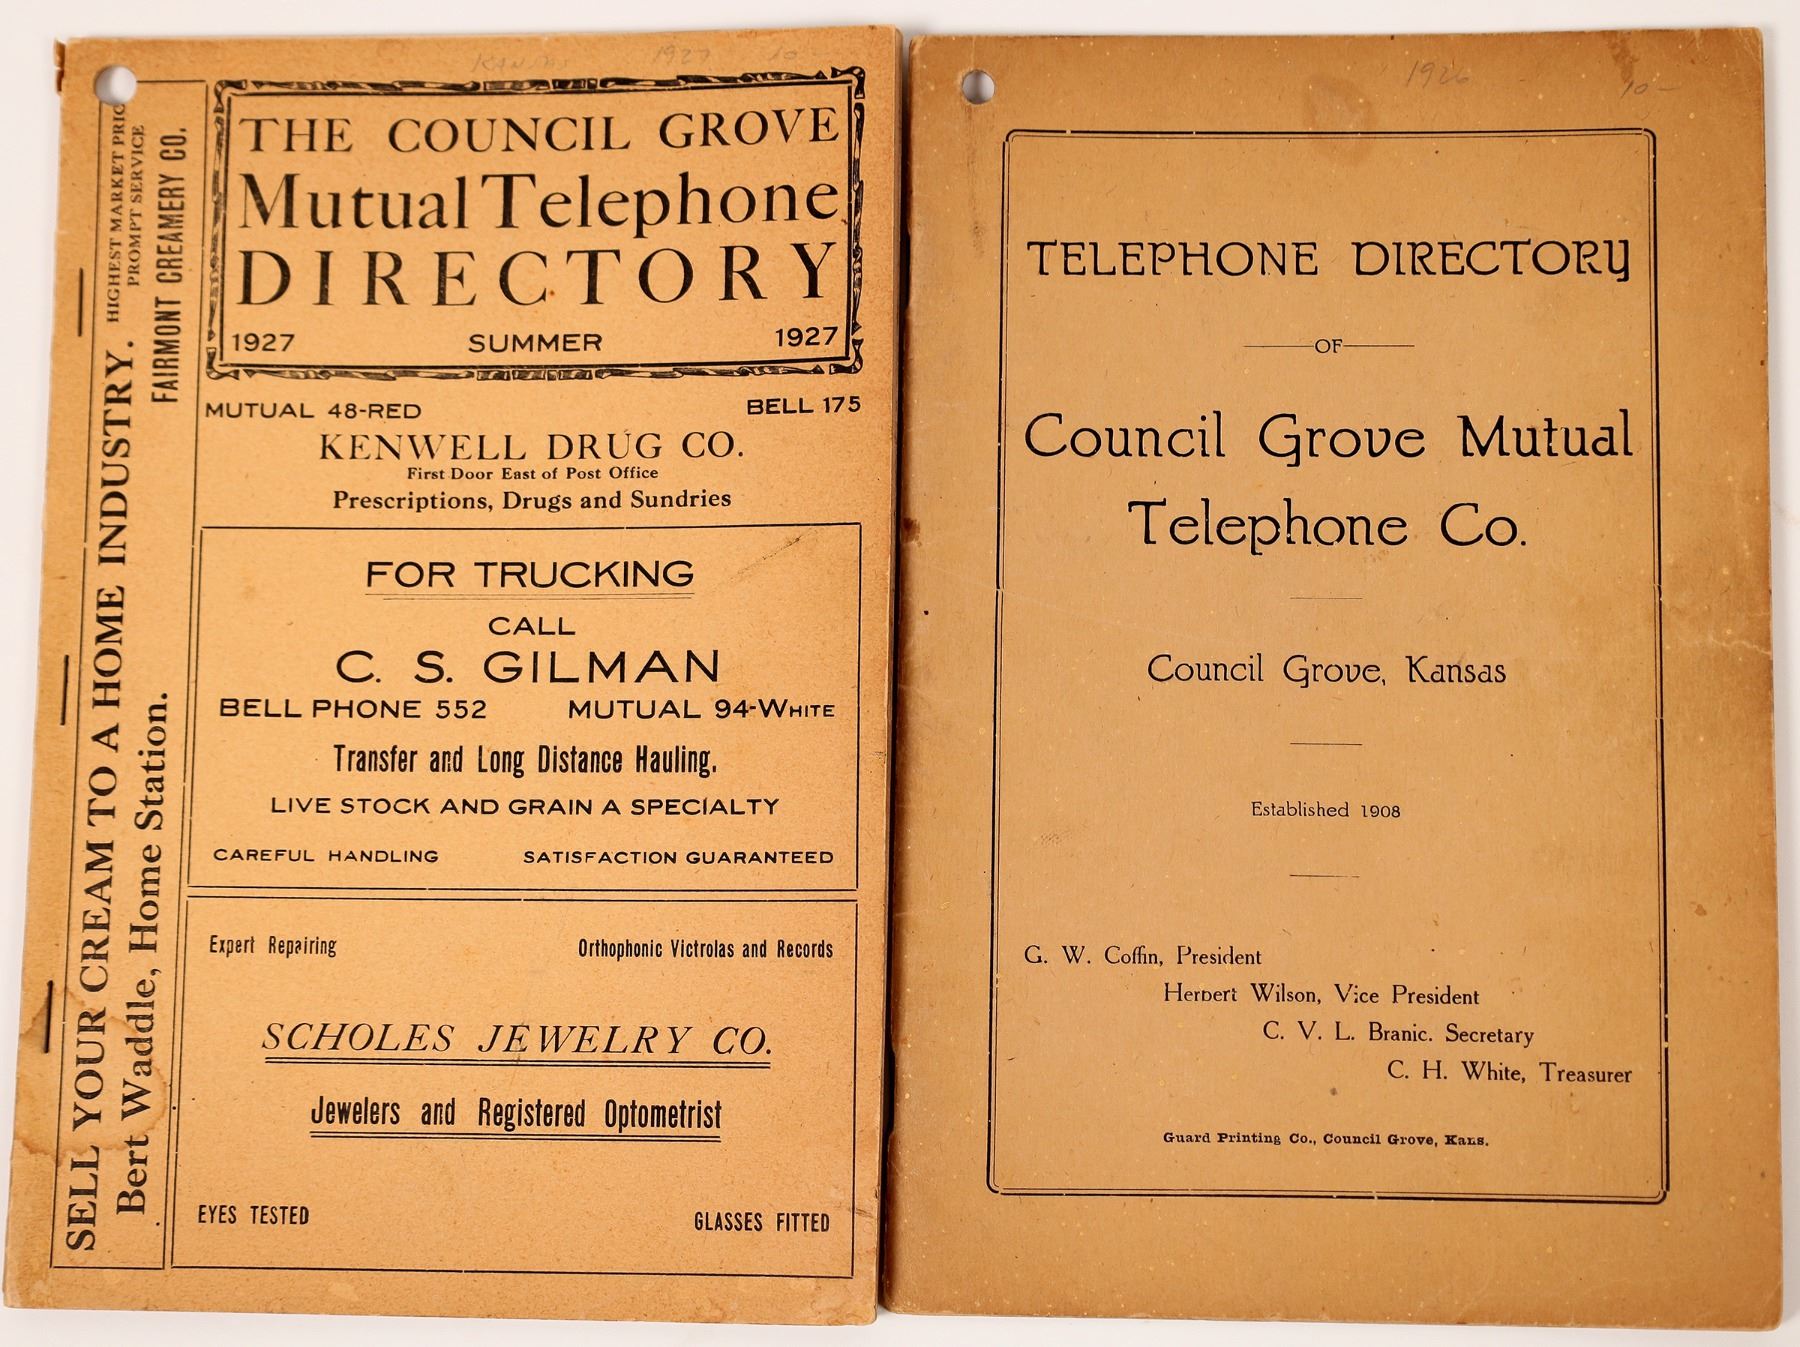 Kansas 1927 10-
THE COUNCIL GROVE
Mutual Telephone
DIRECTORY
1927 SUMMER 1927
MUTUAL 48-RED BELL 175
KENWELL DRUG CO.
First Door East of Post Office
Prescriptions, Drugs and Sundries
FOR TRUCKING
CALL
C. S. GILMAN
BELL PHONE 552 MUTUAL 94-WHITE
Transfer and Long Distance Hauling.
LIVE STOCK AND GRAIN A SPECIALTY
CAREFUL HANDLING SATISFACTION GUARANTEED
Expert Repairing Orthophonic Victrolas and Records
SCHOLES JEWELRY CO.
Jewelers and Registered Optometrist
EYES TESTED GLASSES FITTED
SELL YOUR CREAM TO A HOME INDUSTRY.
Bert Waddle, Home Station.
HIGHEST MARKET PRIC
PROMPT SERVICE
FAIRMONT CREAMERY CO.
1926 10-
TELEPHONE DIRECTORY
OF
Council Grove Mutual
Telephone Co.
Council Grove, Kansas
Established 1908
G. W. Coffin, President
Herbert Wilson, Vice President
C. V. L. Branic. Secretary
C. H. White, Treasurer
Guard Printing Co., Council Grove, Kans.